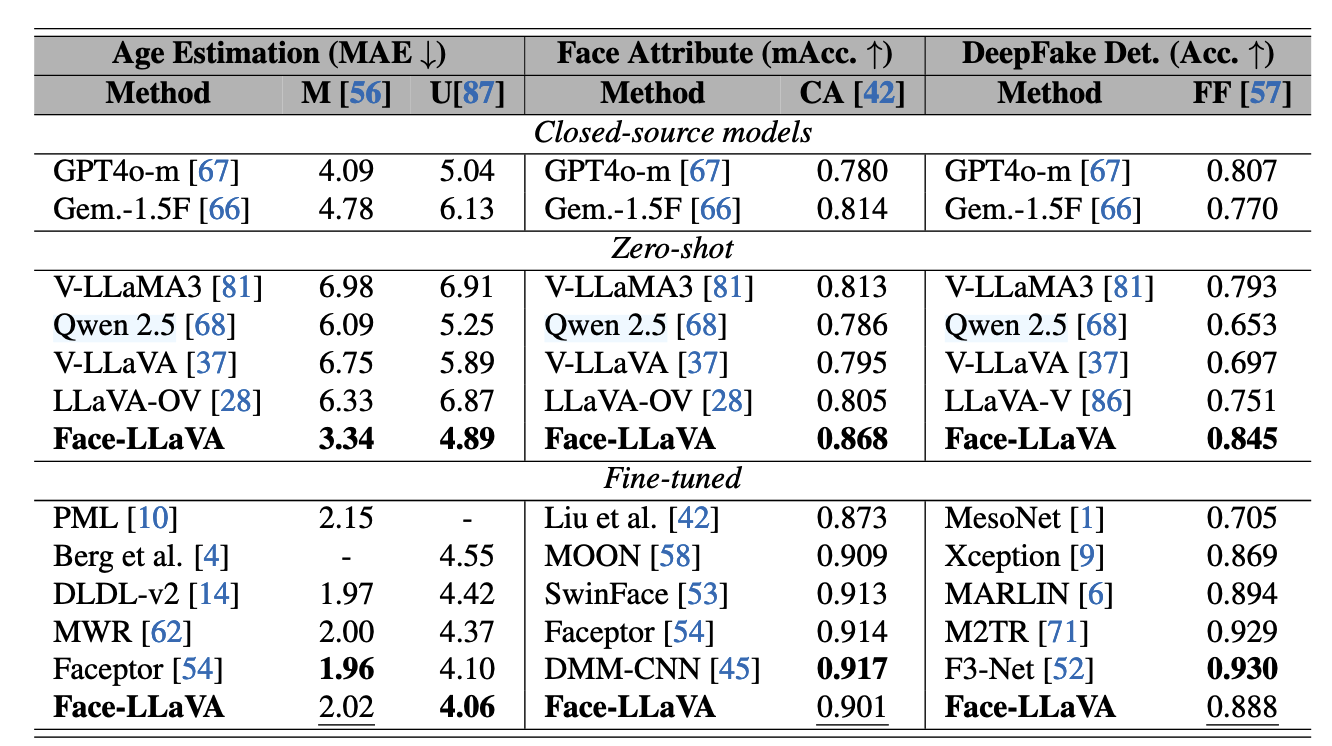 Age Estimation (MAE ↓) Face Attribute (mAcc. ↑) DeepFake Det. (Acc. ↑)
Method M [56] U[87] Method CA [42] Method FF [57]
Closed-source models
GPT4o-m [67] 4.09 5.04 GPT4o-m [67] 0.780 GPT4o-m [67] 0.807
Gem.-1.5F [66] 4.78 6.13 Gem.-1.5F [66] 0.814 Gem.-1.5F [66] 0.770
Zero-shot
V-LLaMA3 [81] 6.98 6.91 V-LLaMA3 [81] 0.813 V-LLaMA3 [81] 0.793
Qwen 2.5 [68] 6.09 5.25 Qwen 2.5 [68] 0.786 Qwen 2.5 [68] 0.653
V-LLaVA [37] 6.75 5.89 V-LLaVA [37] 0.795 V-LLaVA [37] 0.697
LLaVA-OV [28] 6.33 6.87 LLaVA-OV [28] 0.805 LLaVA-V [86] 0.751
Face-LLaVA 3.34 4.89 Face-LLaVA 0.868 Face-LLaVA 0.845
Fine-tuned
PML [10] 2.15 - Liu et al. [42] 0.873 MesoNet [1] 0.705
Berg et al. [4] - 4.55 MOON [58] 0.909 Xception [9] 0.869
DLDL-v2 [14] 1.97 4.42 SwinFace [53] 0.913 MARLIN [6] 0.894
MWR [62] 2.00 4.37 Faceptor [54] 0.914 M2TR [71] 0.929
Faceptor [54] 1.96 4.10 DMM-CNN [45] 0.917 F3-Net [52] 0.930
Face-LLaVA 2.02 4.06 Face-LLaVA 0.901 Face-LLaVA 0.888